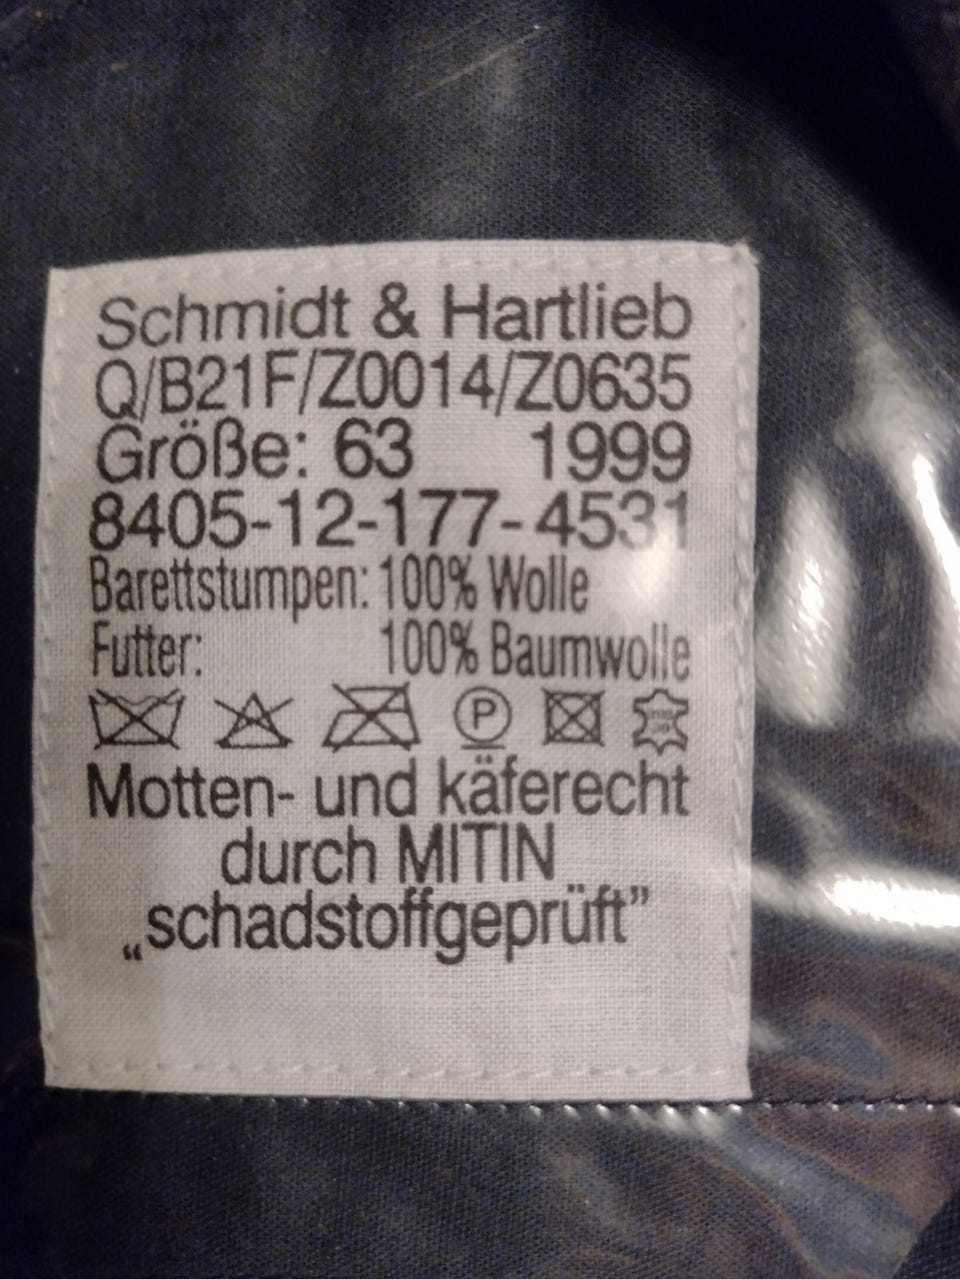 Schmidt & Hartlieb
Q/B21F/Z0014/Z0635
Größe: 63 1999
8405-12-177-4531
Barettstumpen: 100% Wolle
Futter: 100% Baumwolle
P
Motten- und käferecht
durch MITIN
„schadstoffgeprüft”